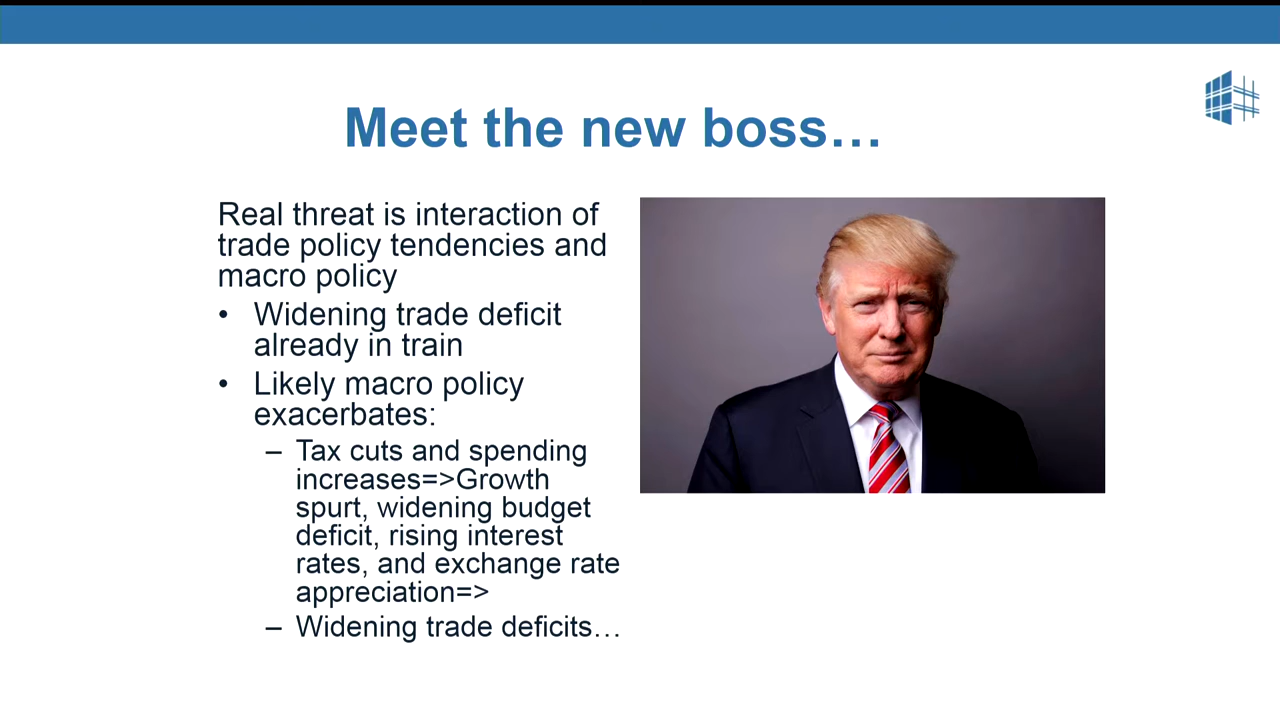 Meet the new boss…
Real threat is interaction of
trade policy tendencies and
macro policy
• Widening trade deficit
already in train
• Likely macro policy
exacerbates:
– Tax cuts and spending
increases=>Growth
spurt, widening budget
deficit, rising interest
rates, and exchange rate
appreciation=>
– Widening trade deficits…